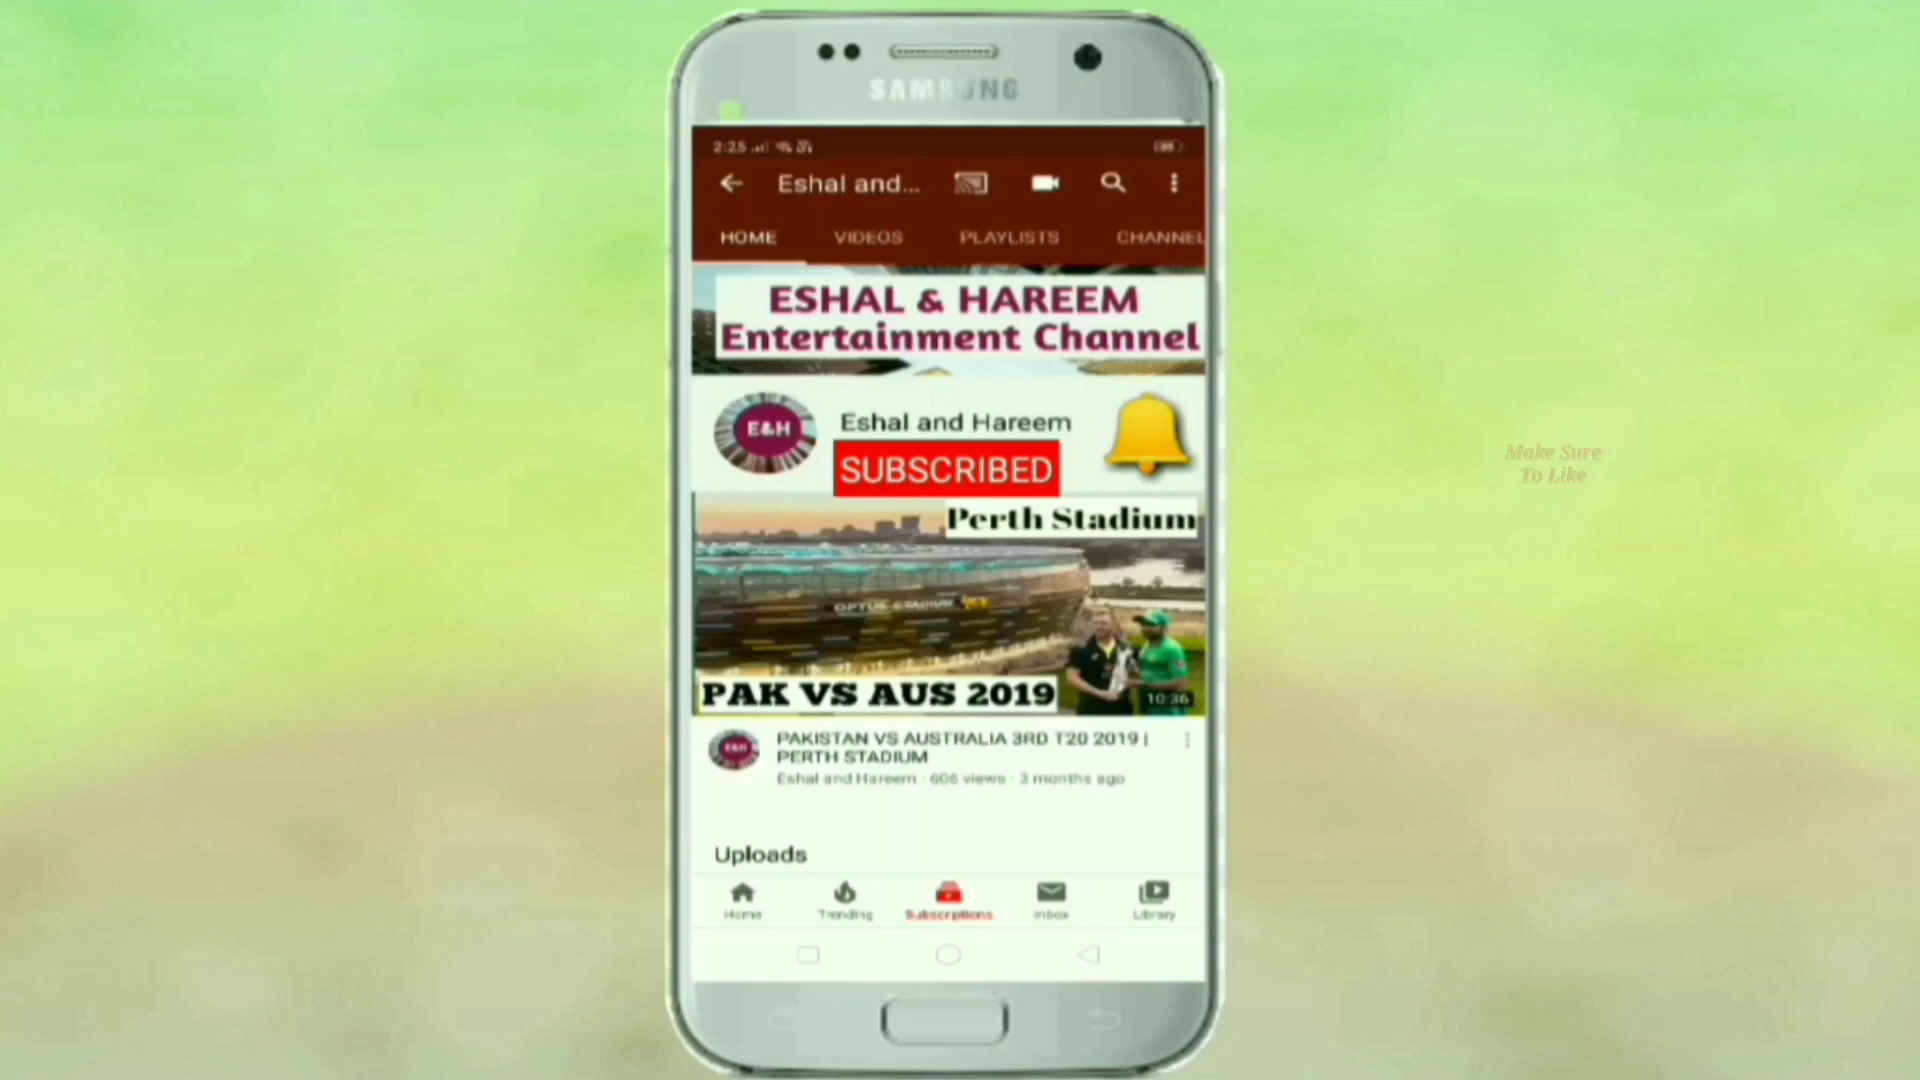 SAMSUNG
2:25
Eshal and...
HOME VIDEOS PLAYLISTS CHANNEL
ESHAL & HAREEM
Entertainment Channel
E&H
Eshal and Hareem
SUBSCRIBED
Make Sure
To Like
Perth Stadium
OPTUS STADIUM
PAK VS AUS 2019
10:36
E&H
PAKISTAN VS AUSTRALIA 3RD T20 2019 |
PERTH STADIUM
Eshal and Hareem · 606 views · 3 months ago
Uploads
Home Trending Subscriptions Inbox Library